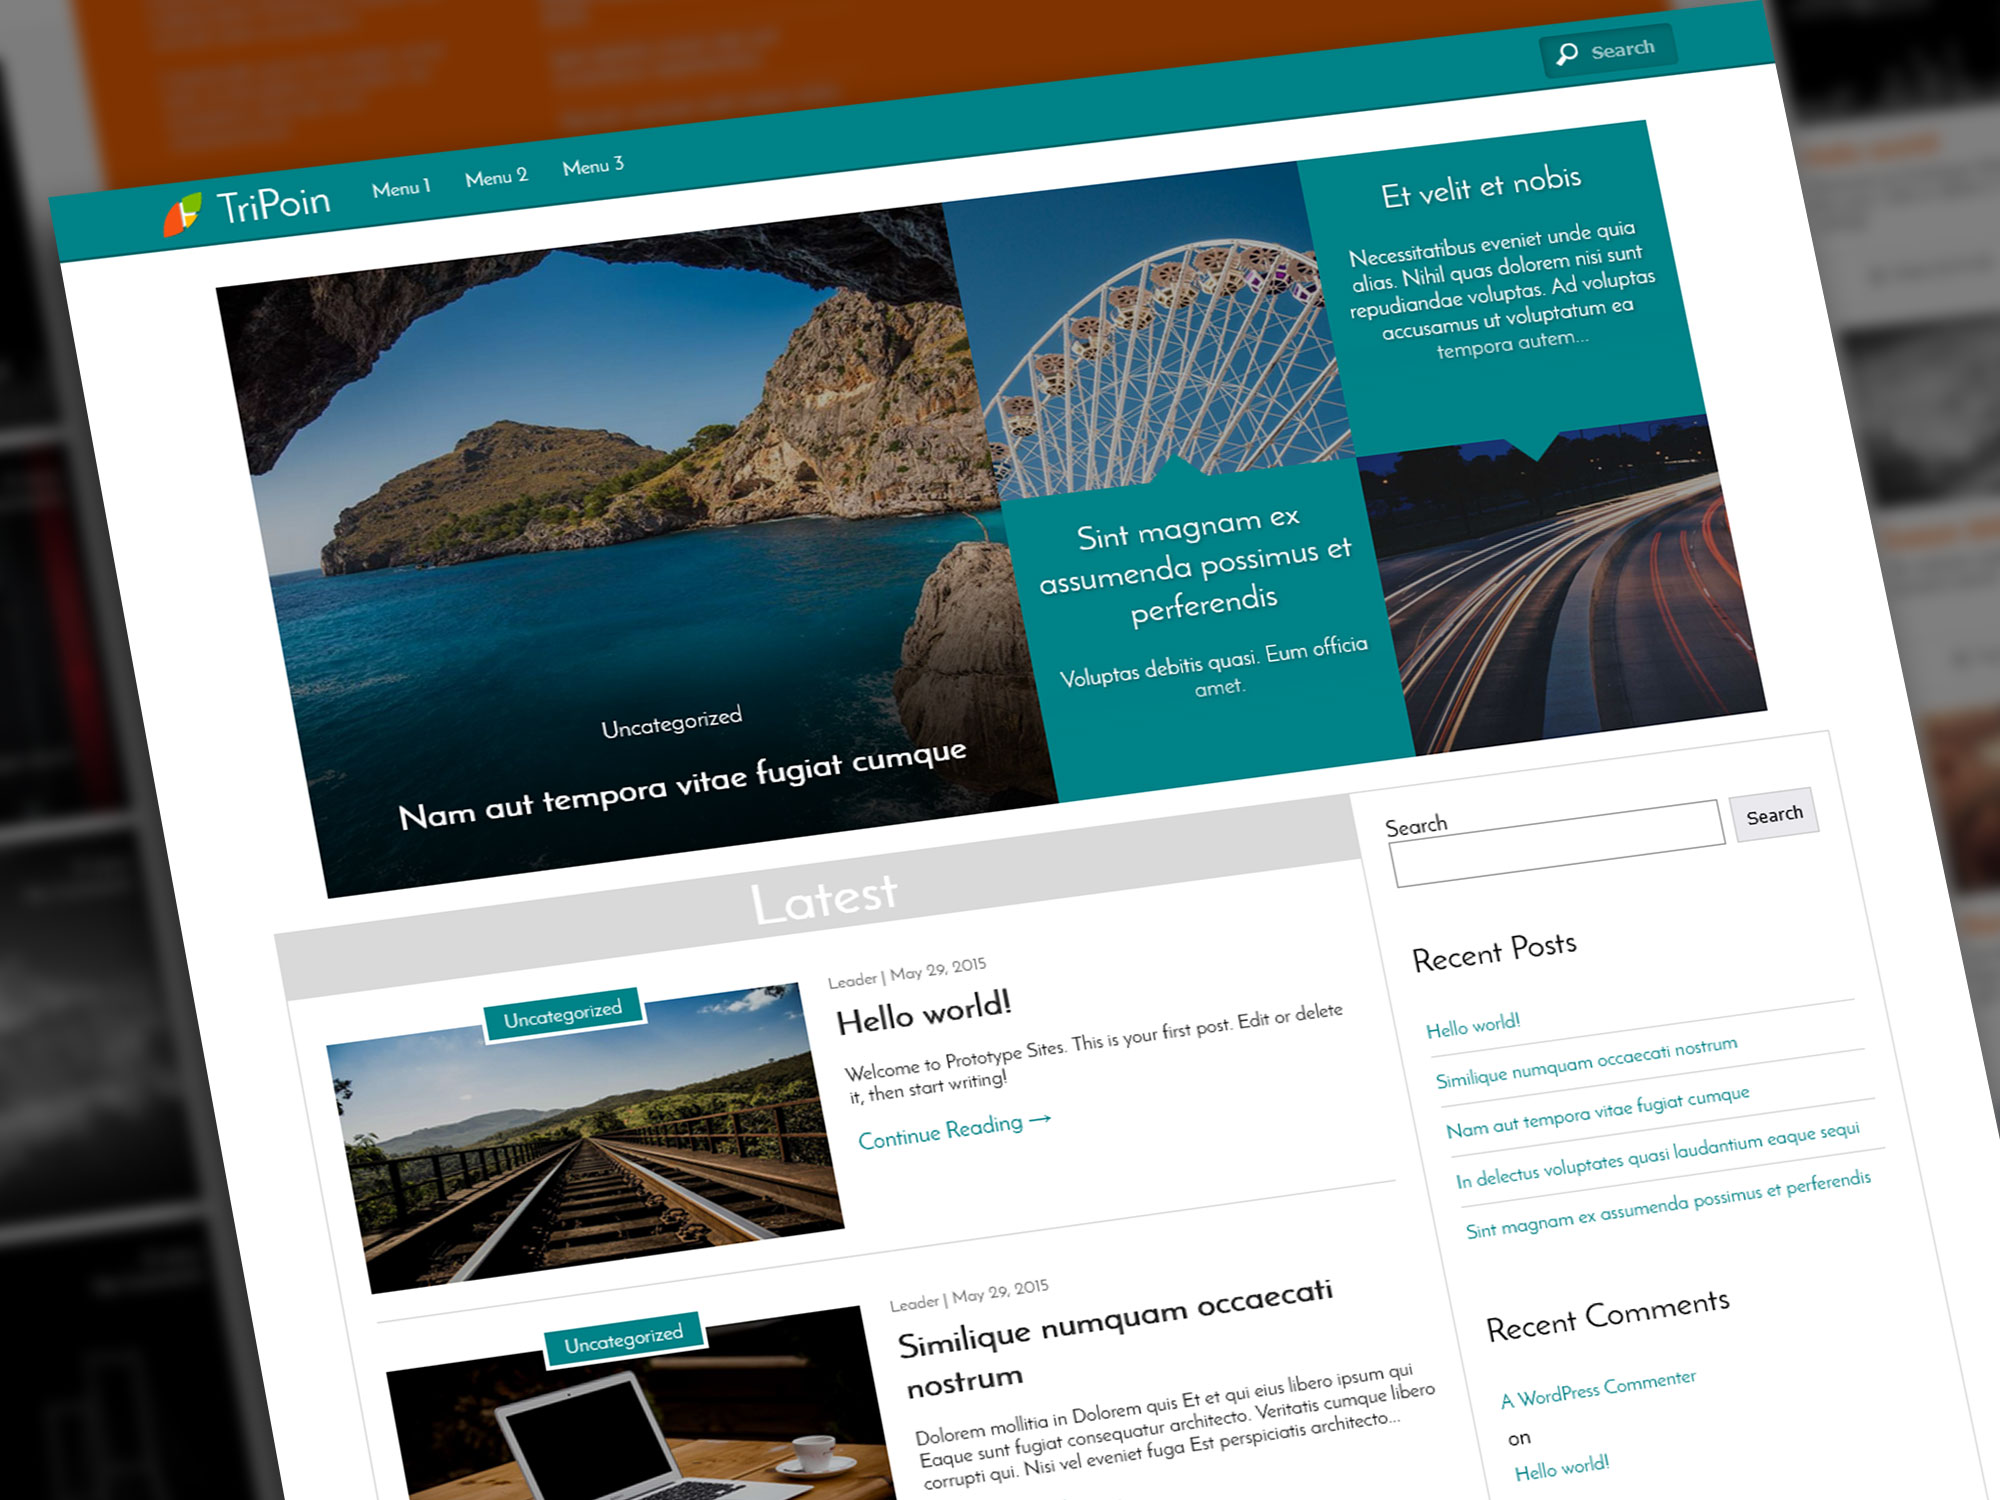 Search
TriPoin
Menu 1
Menu 2
Menu 3
Uncategorized
Nam aut tempora vitae fugiat cumque
Sint magnam ex
assumenda possimus et
perferendis
Voluptas debitis quasi. Eum officia
amet.
Et velit et nobis
Necessitatibus eveniet unde quia
alias. Nihil quas dolorem nisi sunt
repudiandae voluptas. Ad voluptas
accusamus ut voluptatum ea
tempora autem...
Latest
Uncategorized
Leader | May 29, 2015
Hello world!
Welcome to Prototype Sites. This is your first post. Edit or delete
it, then start writing!
Continue Reading →
Uncategorized
Leader | May 29, 2015
Similique numquam occaecati
nostrum
Dolorem mollitia in Dolorem quis Et et qui eius libero ipsum qui
Eaque sunt fugiat consequatur architecto. Veritatis cumque libero
corrupti qui. Nisi vel eveniet fuga Est perspiciatis architecto...
Search
Search
Recent Posts
Hello world!
Similique numquam occaecati nostrum
Nam aut tempora vitae fugiat cumque
In delectus voluptates quasi laudantium eaque sequi
Sint magnam ex assumenda possimus et perferendis
Recent Comments
A WordPress Commenter
on
Hello world!